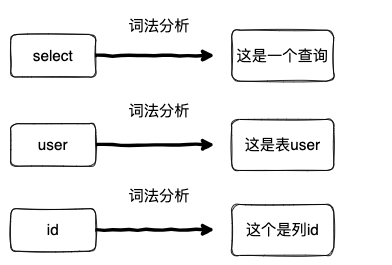 词法分析
select
这是一个查询
词法分析
user
这是表user
词法分析
id
这个是列id